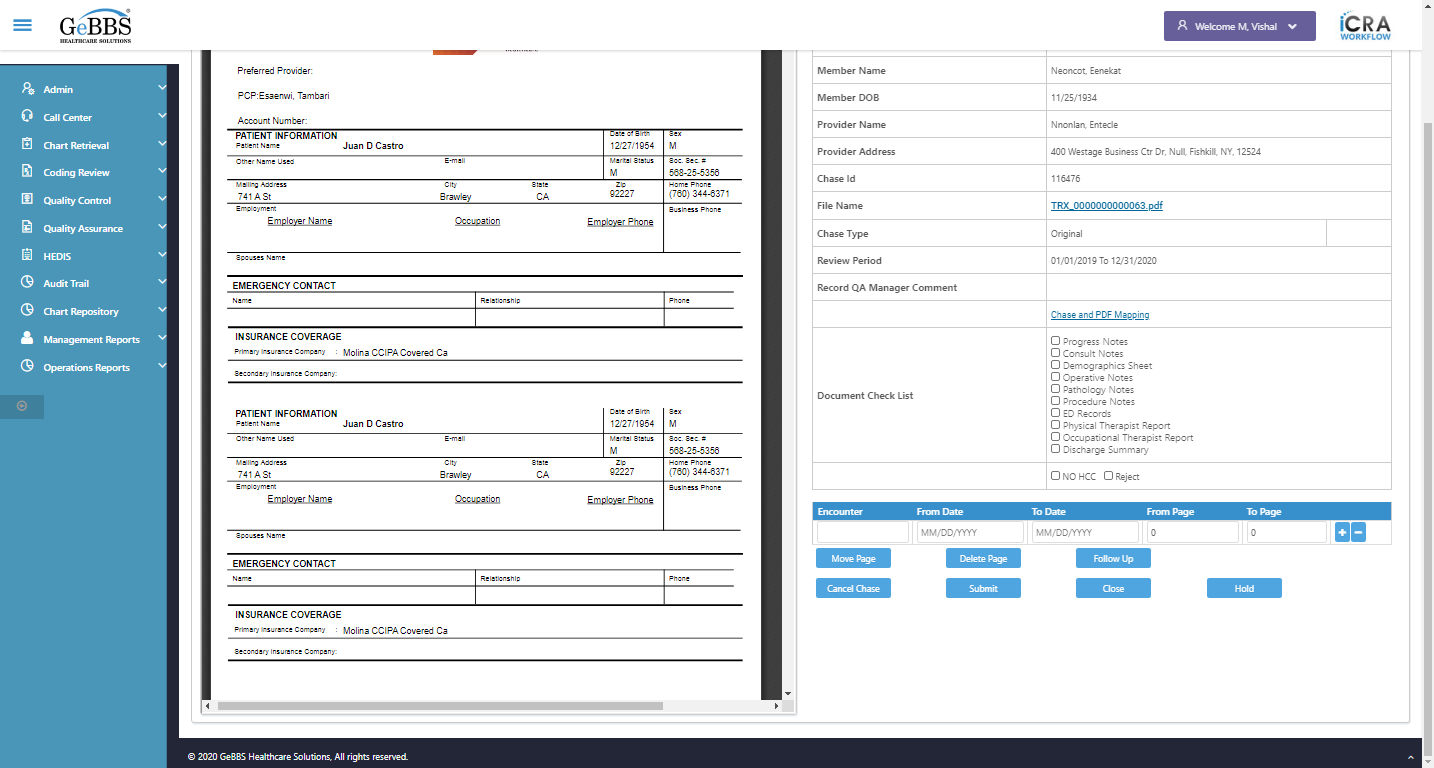 GeBBS
HEALTHCARE SOLUTIONS
Welcome M, Vishal
iCRA
WORKFLOW
Admin
Call Center
Chart Retrieval
Coding Review
Quality Control
Quality Assurance
HEDIS
Audit Trail
Chart Repository
Management Reports
Operations Reports
Preferred Provider:
PCP:Esaenwi, Tambari
Account Number:
PATIENT INFORMATION
Date of Birth Sex
Patient Name Juan D Castro 12/27/1954 M
Other Name Used E-mail Marital Status Soc. Sec. #
M 568-25-5356
Mailing Address City State Zip Home Phone
741 A St Brawley CA 92227 (760) 344-6371
Employment Business Phone
Employer Name Occupation Employer Phone
Spouses Name
EMERGENCY CONTACT
Name Relationship Phone
INSURANCE COVERAGE
Primary Insurance Company : Molina CCIPA Covered Ca
Secondary Insurance Company:
PATIENT INFORMATION
Date of Birth Sex
Patient Name Juan D Castro 12/27/1954 M
Other Name Used E-mail Marital Status Soc. Sec. #
M 568-25-5356
Mailing Address City State Zip Home Phone
741 A St Brawley CA 92227 (760) 344-6371
Employment Business Phone
Employer Name Occupation Employer Phone
Spouses Name
EMERGENCY CONTACT
Name Relationship Phone
INSURANCE COVERAGE
Primary Insurance Company : Molina CCIPA Covered Ca
Secondary Insurance Company:
Member Name Neoncot, Eenekat
Member DOB 11/25/1934
Provider Name Nnonlan, Entecle
Provider Address 400 Westage Business Ctr Dr, Null, Fishkill, NY, 12524
Chase Id 116476
File Name TRX_0000000000063.pdf
Chase Type Original
Review Period 01/01/2019 To 12/31/2020
Record QA Manager Comment
Chase and PDF Mapping
Document Check List
Progress Notes
Consult Notes
Demographics Sheet
Operative Notes
Pathology Notes
Procedure Notes
ED Records
Physical Therapist Report
Occupational Therapist Report
Discharge Summary
NO HCC Reject
Encounter From Date To Date From Page To Page
MM/DD/YYYY MM/DD/YYYY 0 0
Move Page Delete Page Follow Up
Cancel Chase Submit Close Hold
© 2020 GeBBS Healthcare Solutions, All rights reserved.